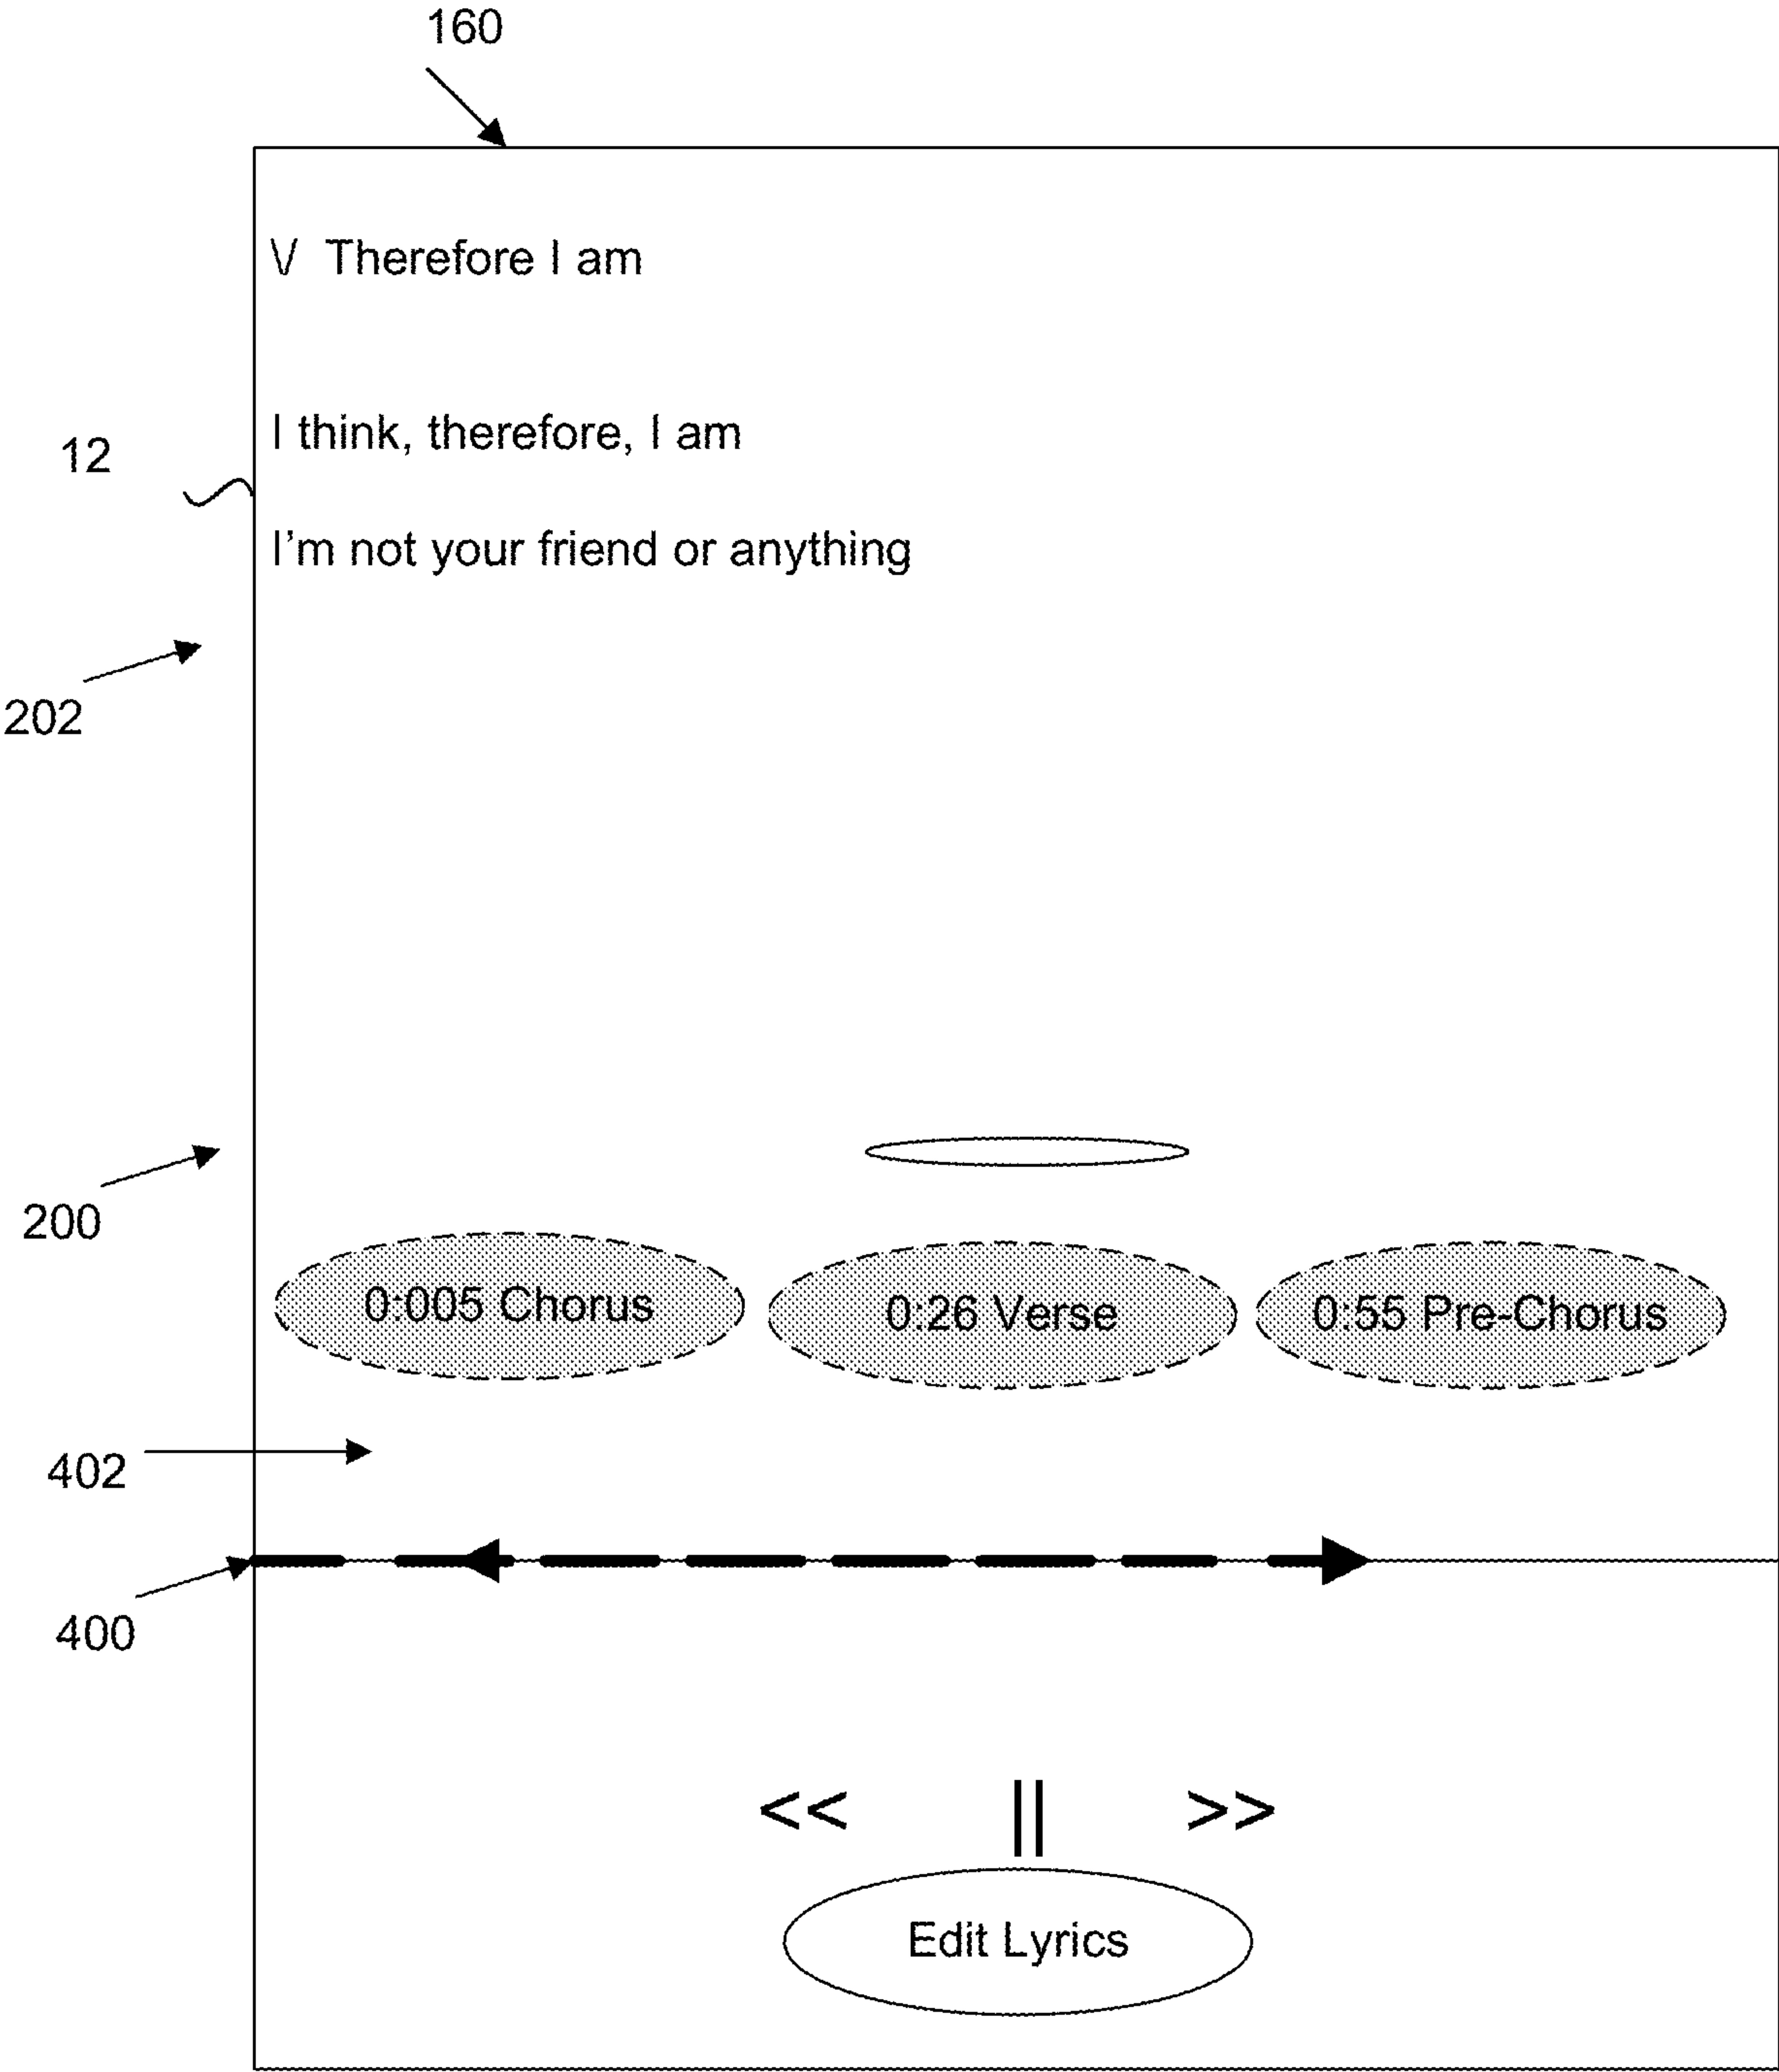 160
V Therefore I am
I think, therefore, I am
12
I'm not your friend or anything
202
200
0:005 Chorus 0:26 Verse 0:55 Pre-Chorus
402
400
<< || >>
Edit Lyrics